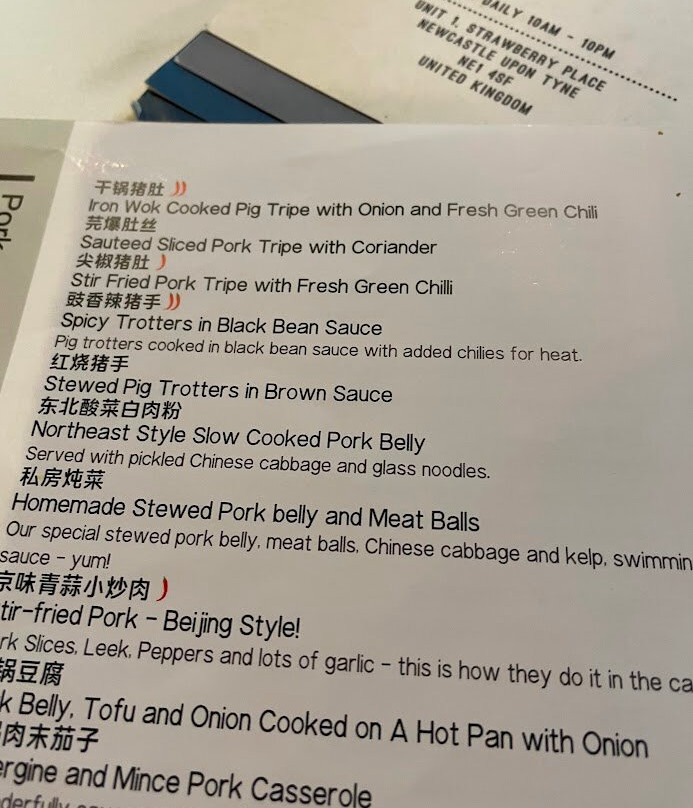 DAILY 10AM - 10PM
UNIT 1, STRAWBERRY PLACE
NEWCASTLE UPON TYNE
NE1 4SF
UNITED KINGDOM
Pork
干锅猪肚
Iron Wok Cooked Pig Tripe with Onion and Fresh Green Chili
芫爆肚丝
Sauteed Sliced Pork Tripe with Coriander
尖椒猪肚
Stir Fried Pork Tripe with Fresh Green Chilli
豉香辣猪手
Spicy Trotters in Black Bean Sauce
Pig trotters cooked in black bean sauce with added chilies for heat.
红烧猪手
Stewed Pig Trotters in Brown Sauce
东北酸菜白肉粉
Northeast Style Slow Cooked Pork Belly
Served with pickled Chinese cabbage and glass noodles.
私房炖菜
Homemade Stewed Pork belly and Meat Balls
Our special stewed pork belly, meat balls, Chinese cabbage and kelp, swimmin
sauce - yum!
京味青蒜小炒肉
tir-fried Pork - Beijing Style!
rk Slices, Leek, Peppers and lots of garlic - this is how they do it in the ca
锅豆腐
k Belly, Tofu and Onion Cooked on A Hot Pan with Onion
肉末茄子
ergine and Mince Pork Casserole